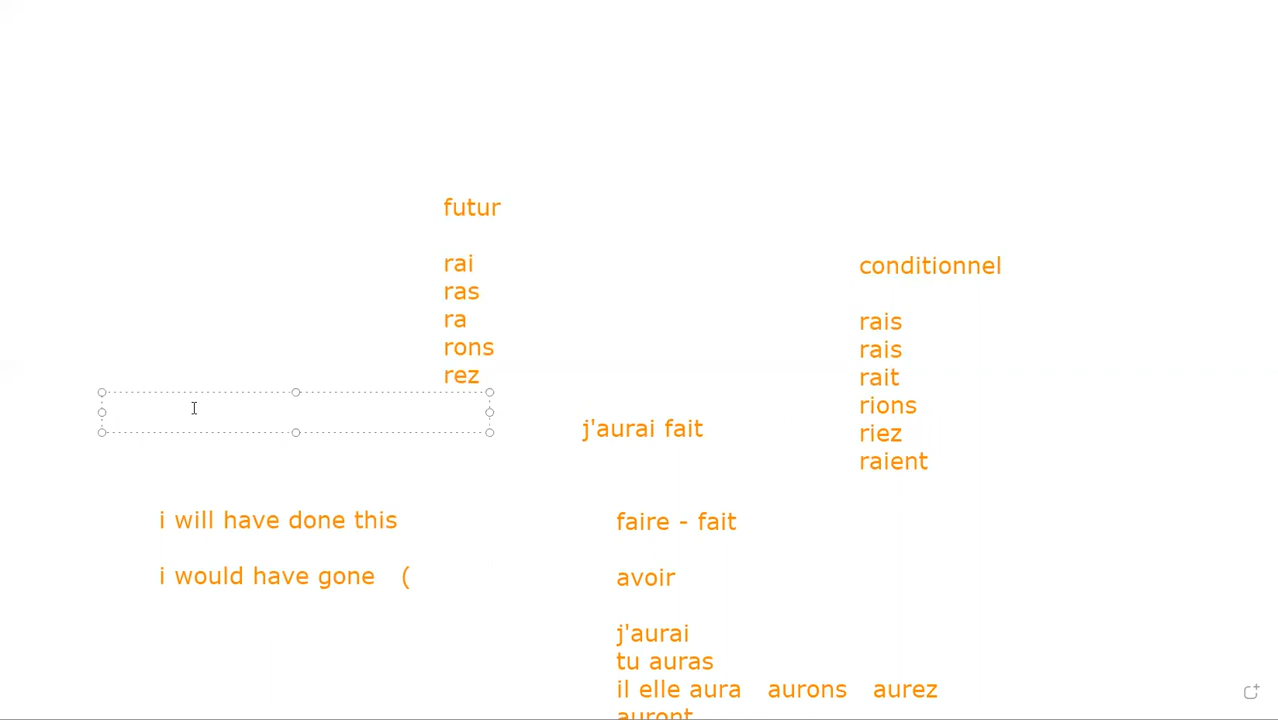 futur
rai
ras
ra
rons
rez
conditionnel
rais
rais
rait
rions
riez
raient
j'aurai fait
i will have done this
i would have gone (
faire - fait
avoir
j'aurai
tu auras
il elle aura aurons aurez
auront